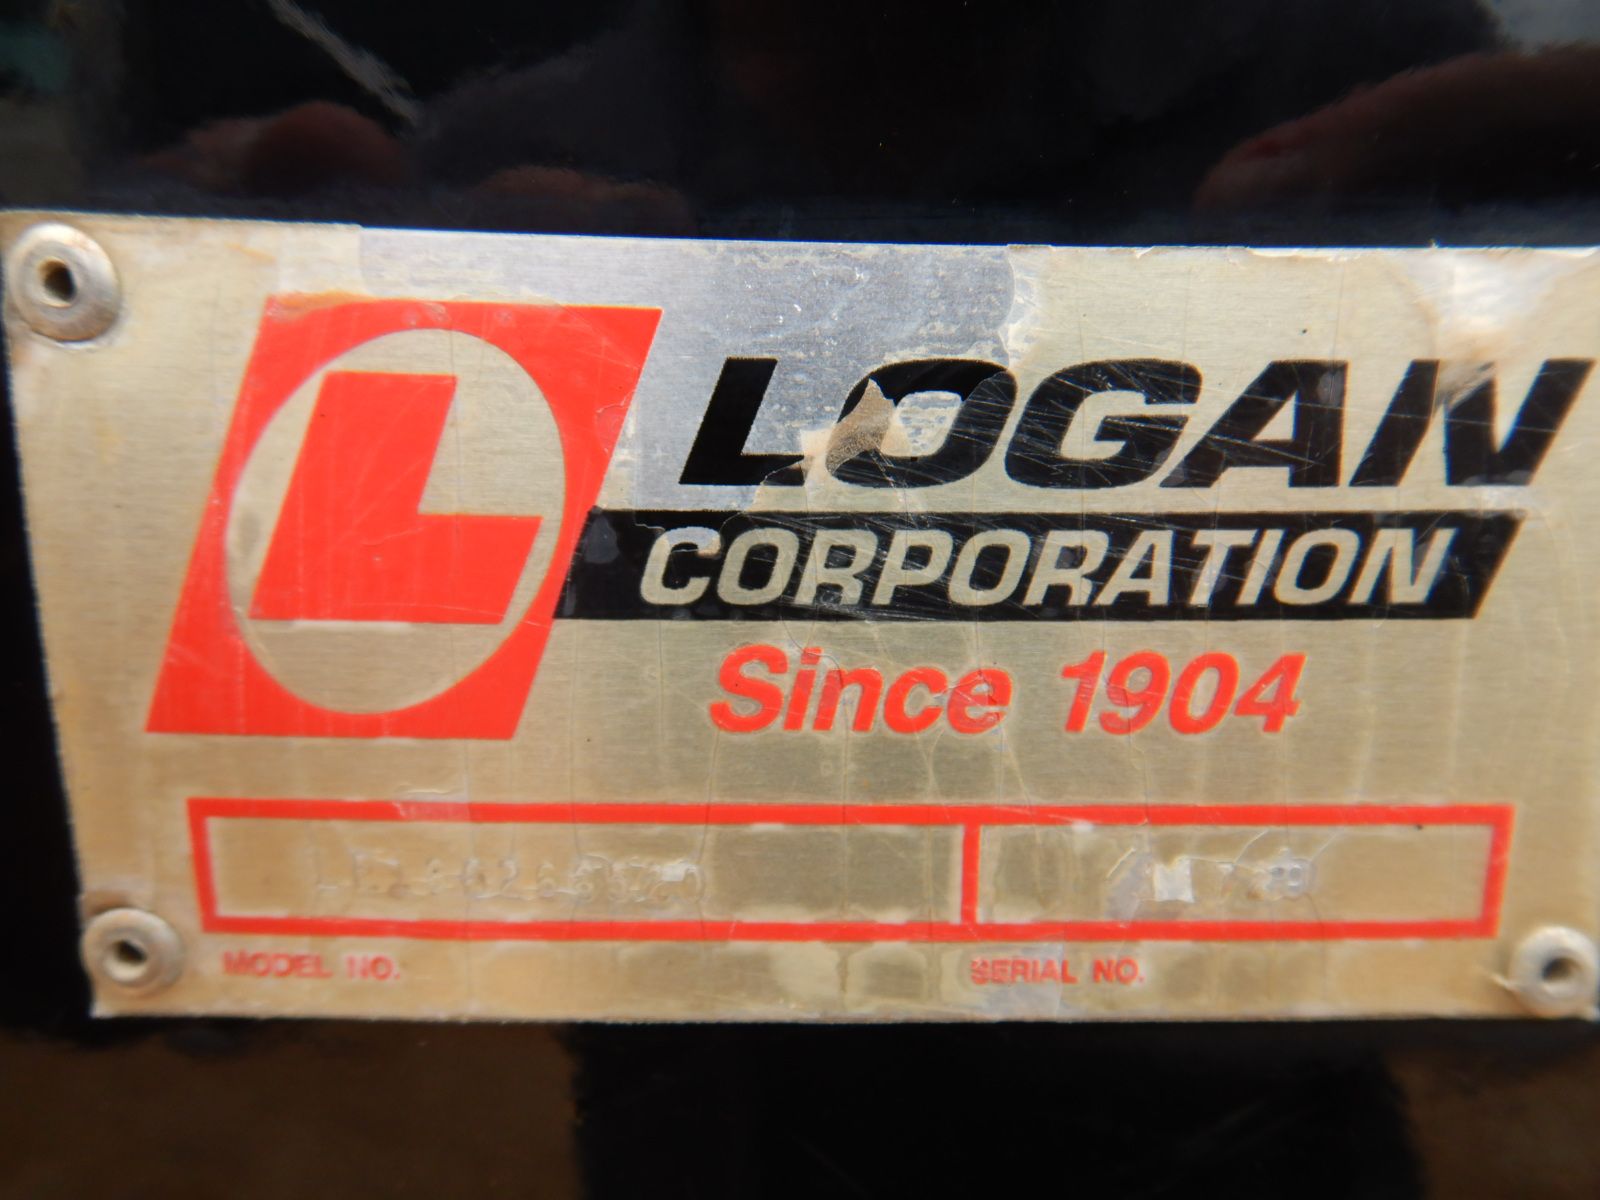 L
LOGAN
CORPORATION
Since 1904
MODEL NO.
SERIAL NO.